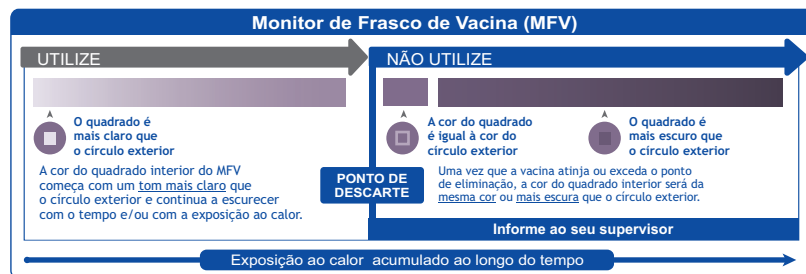 Monitor de Frasco de Vacina (MFV)
UTILIZE
O quadrado é
mais claro que
o círculo exterior
A cor do quadrado interior do MFV
começa com um tom mais claro que
o círculo exterior e continua a escurecer
com o tempo e/ou com a exposição ao calor.
PONTO DE
DESCARTE
NÃO UTILIZE
A cor do quadrado
é igual à cor do
círculo exterior
O quadrado é
mais escuro que
o círculo exterior
Uma vez que a vacina atinja ou exceda o ponto
de eliminação, a cor do quadrado interior será da
mesma cor ou mais escura que o círculo exterior.
Informe ao seu supervisor
Exposição ao calor acumulado ao longo do tempo